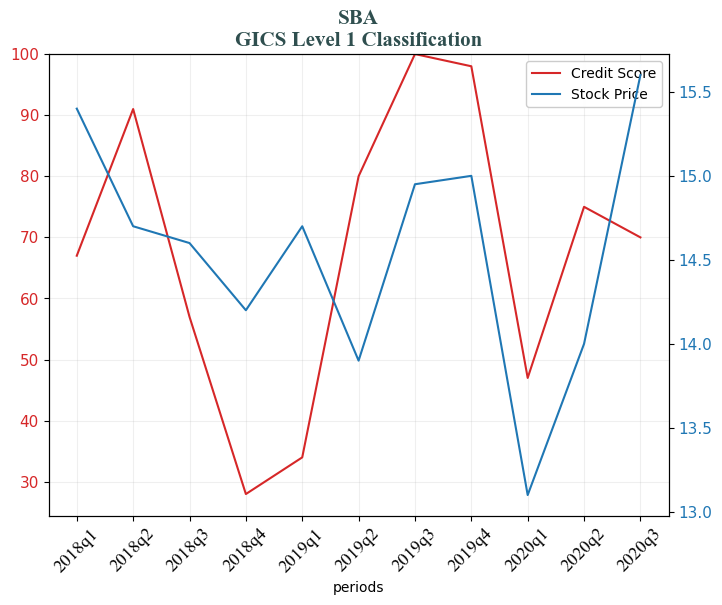 SBA
GICS Level 1 Classification
Credit Score
Stock Price
100
90
80
70
60
50
40
30
15.5
15.0
14.5
14.0
13.5
13.0
2018q1
2018q2
2018q3
2018q4
2019q1
2019q2
2019q3
2019q4
2020q1
2020q2
2020q3
periods